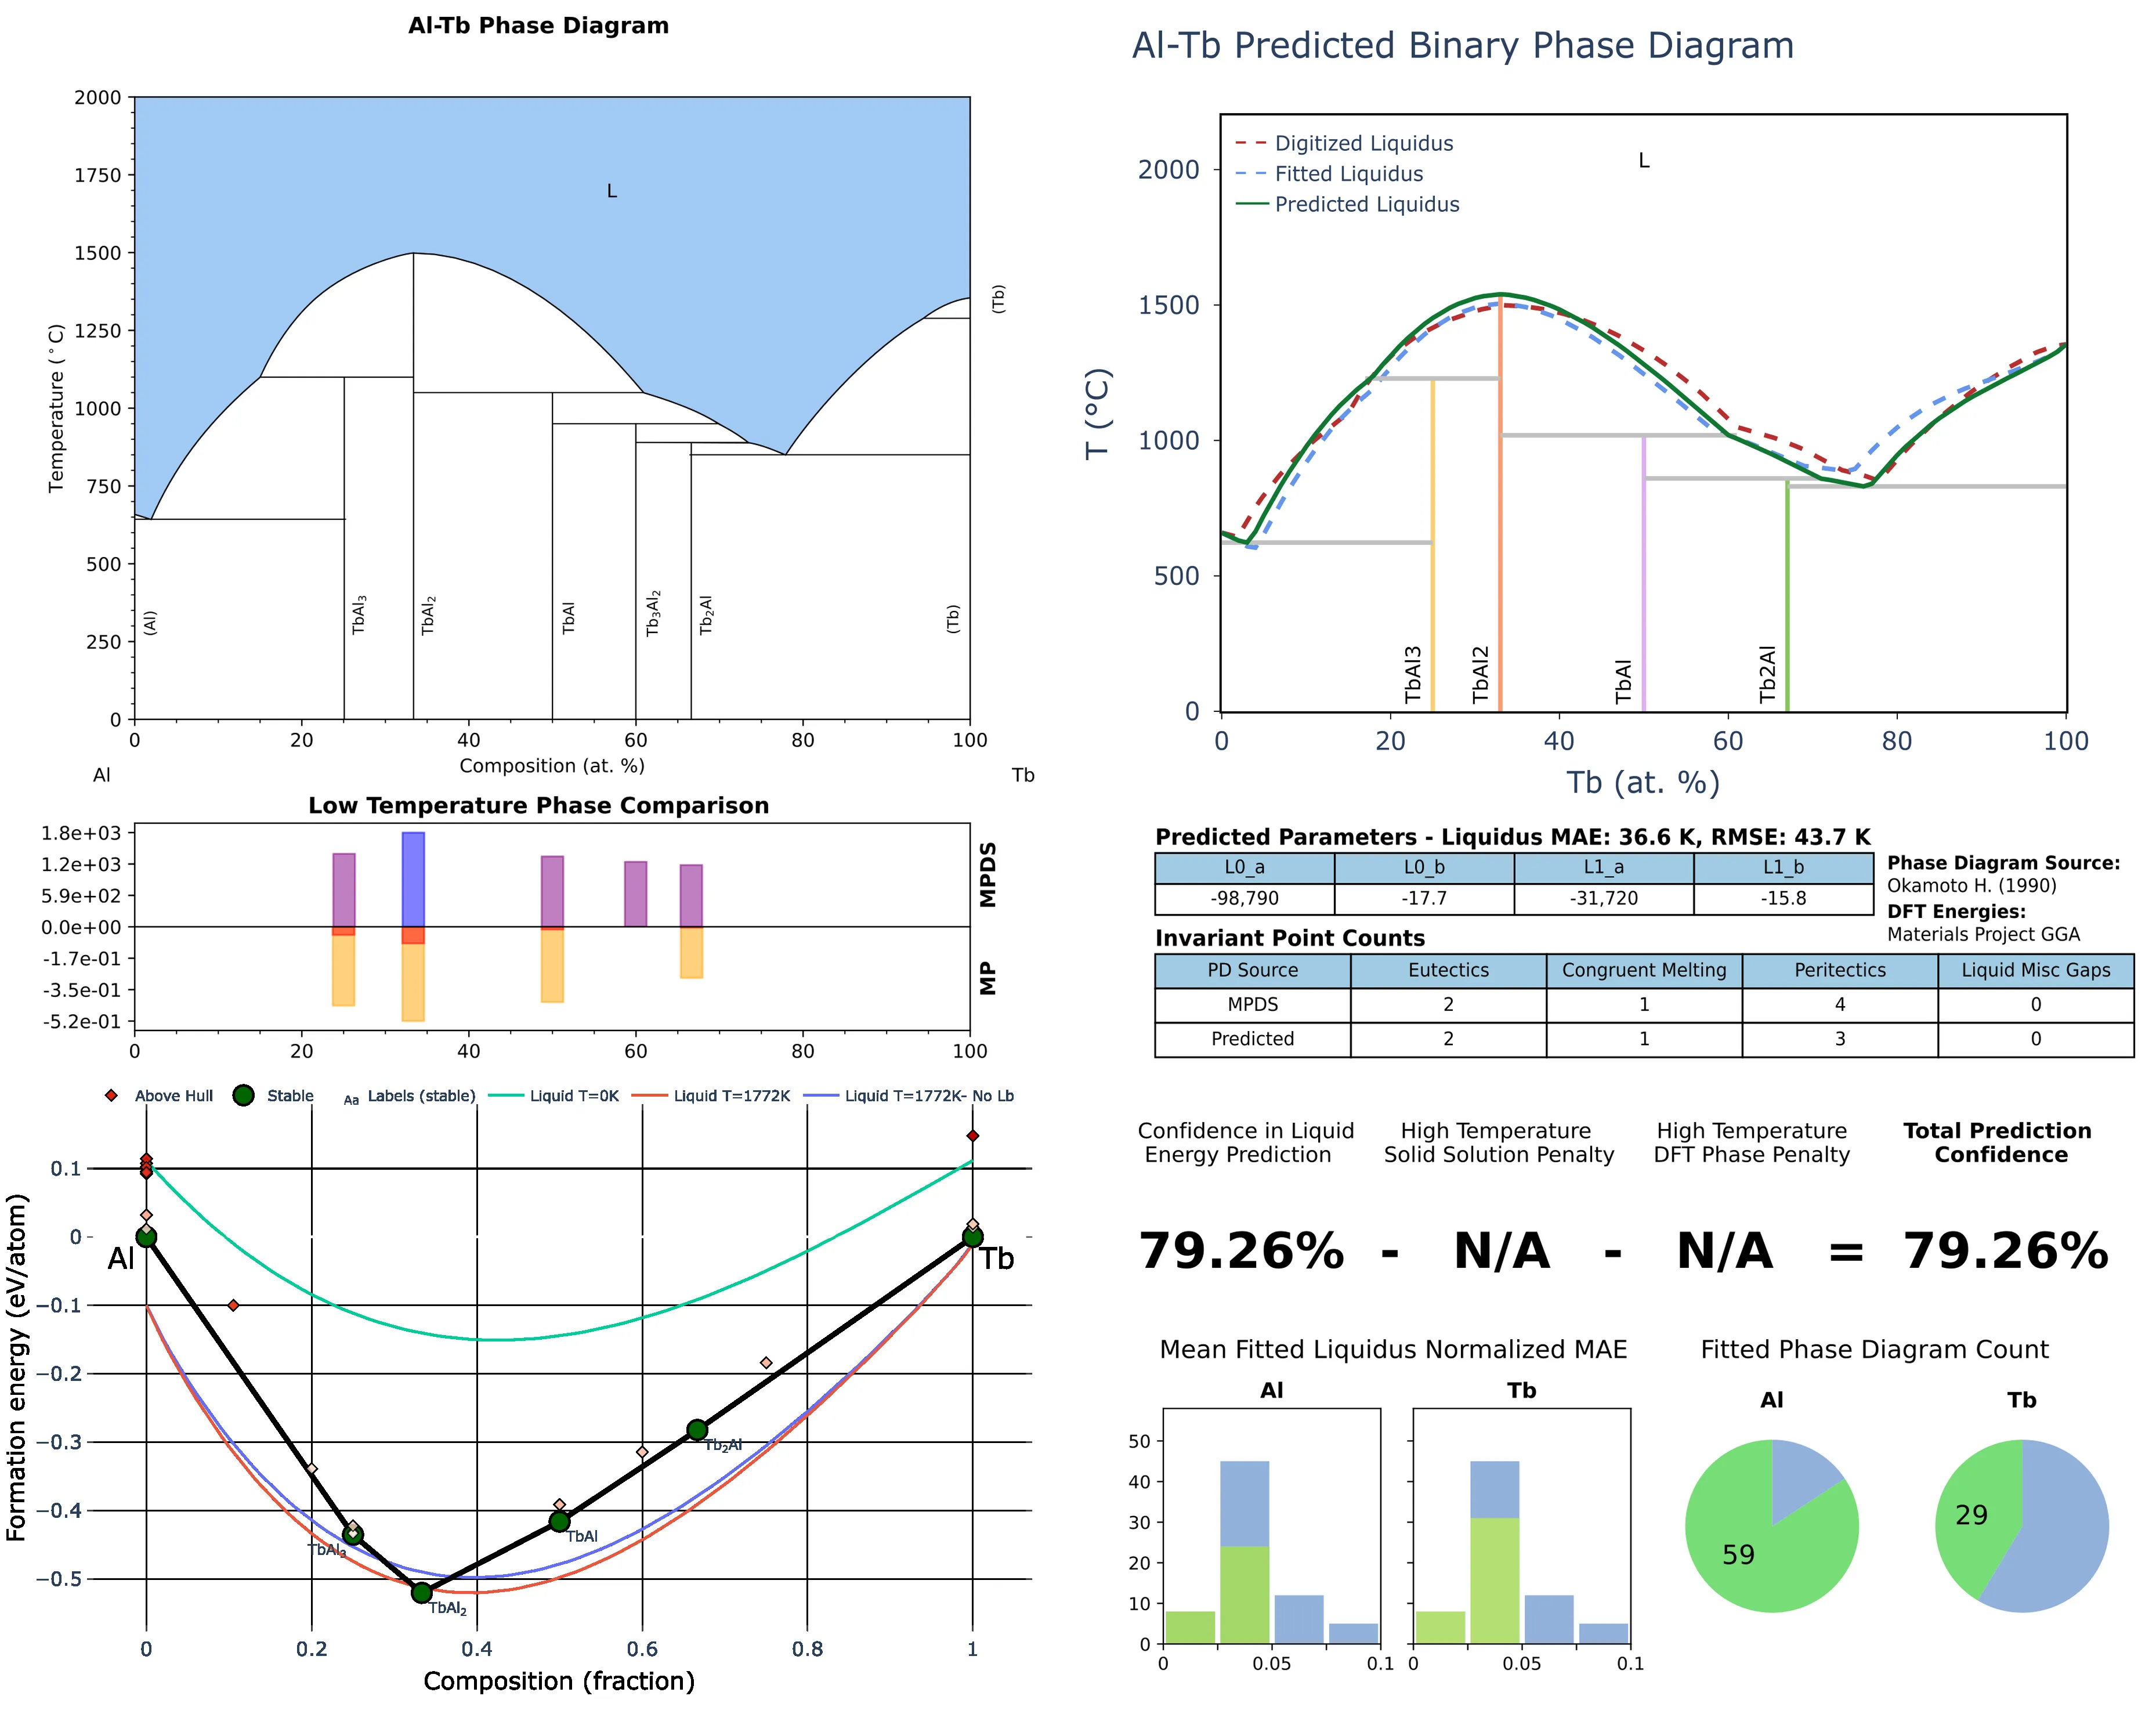 Al-Tb Phase Diagram
2000
1750
1500
1250
1000
750
500
250
0
Temperature (°C)
L
(Tb)
(Al)
TbAl₃
TbAl₂
TbAl
Tb₃Al₂
Tb₂Al
(Tb)
0 20 40 60 80 100
Composition (at. %)
Al Tb
Low Temperature Phase Comparison
1.8e+03
1.2e+03
5.9e+02
0.0e+00
-1.7e-01
-3.5e-01
-5.2e-01
MPDS
MP
0 20 40 60 80 100
Above Hull Stable Aa Labels (stable) Liquid T=0K Liquid T=1772K Liquid T=1772K- No Lb
0.1
0
−0.1
−0.2
−0.3
−0.4
−0.5
Formation energy (eV/atom)
Al
Tb
TbAl₃
TbAl₂
TbAl
Tb₂Al
0 0.2 0.4 0.6 0.8 1
Composition (fraction)
Al-Tb Predicted Binary Phase Diagram
Digitized Liquidus
Fitted Liquidus
Predicted Liquidus
L
2000
1500
1000
500
0
T (°C)
TbAl3
TbAl2
TbAl
Tb2Al
0 20 40 60 80 100
Tb (at. %)
Predicted Parameters - Liquidus MAE: 36.6 K, RMSE: 43.7 K
L0_a L0_b L1_a L1_b
-98,790 -17.7 -31,720 -15.8
Phase Diagram Source:
Okamoto H. (1990)
DFT Energies:
Materials Project GGA
Invariant Point Counts
PD Source Eutectics Congruent Melting Peritectics Liquid Misc Gaps
MPDS 2 1 4 0
Predicted 2 1 3 0
Confidence in Liquid
Energy Prediction
High Temperature
Solid Solution Penalty
High Temperature
DFT Phase Penalty
Total Prediction
Confidence
79.26% - N/A - N/A = 79.26%
Mean Fitted Liquidus Normalized MAE
Al
Tb
50
40
30
20
10
0
0 0.05 0.1
0 0.05 0.1
Fitted Phase Diagram Count
Al
59
Tb
29